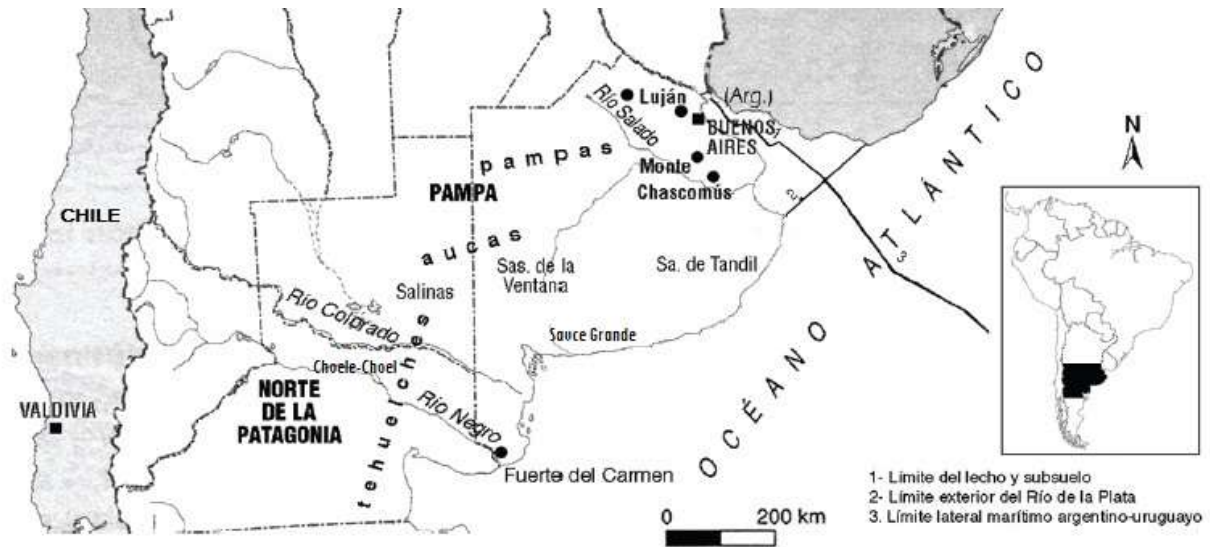 Luján
(Arg.)
Río Salado
BUENOS
AIRES
Monte
Chascomús
pampas
PAMPA
aucas
CHILE
Sas. de la
Ventana
Sa. de Tandil
Salinas
Río Colorado
Sauce Grande
Choele-Choel
tehuelches
NORTE
DE LA
PATAGONIA
Río Negro
VALDIVIA
Fuerte del Carmen
OCÉANO
ATLÁNTICO
1
2
3
N
0
200 km
1- Límite del lecho y subsuelo
2- Límite exterior del Río de la Plata
3. Límite lateral marítimo argentino-uruguayo